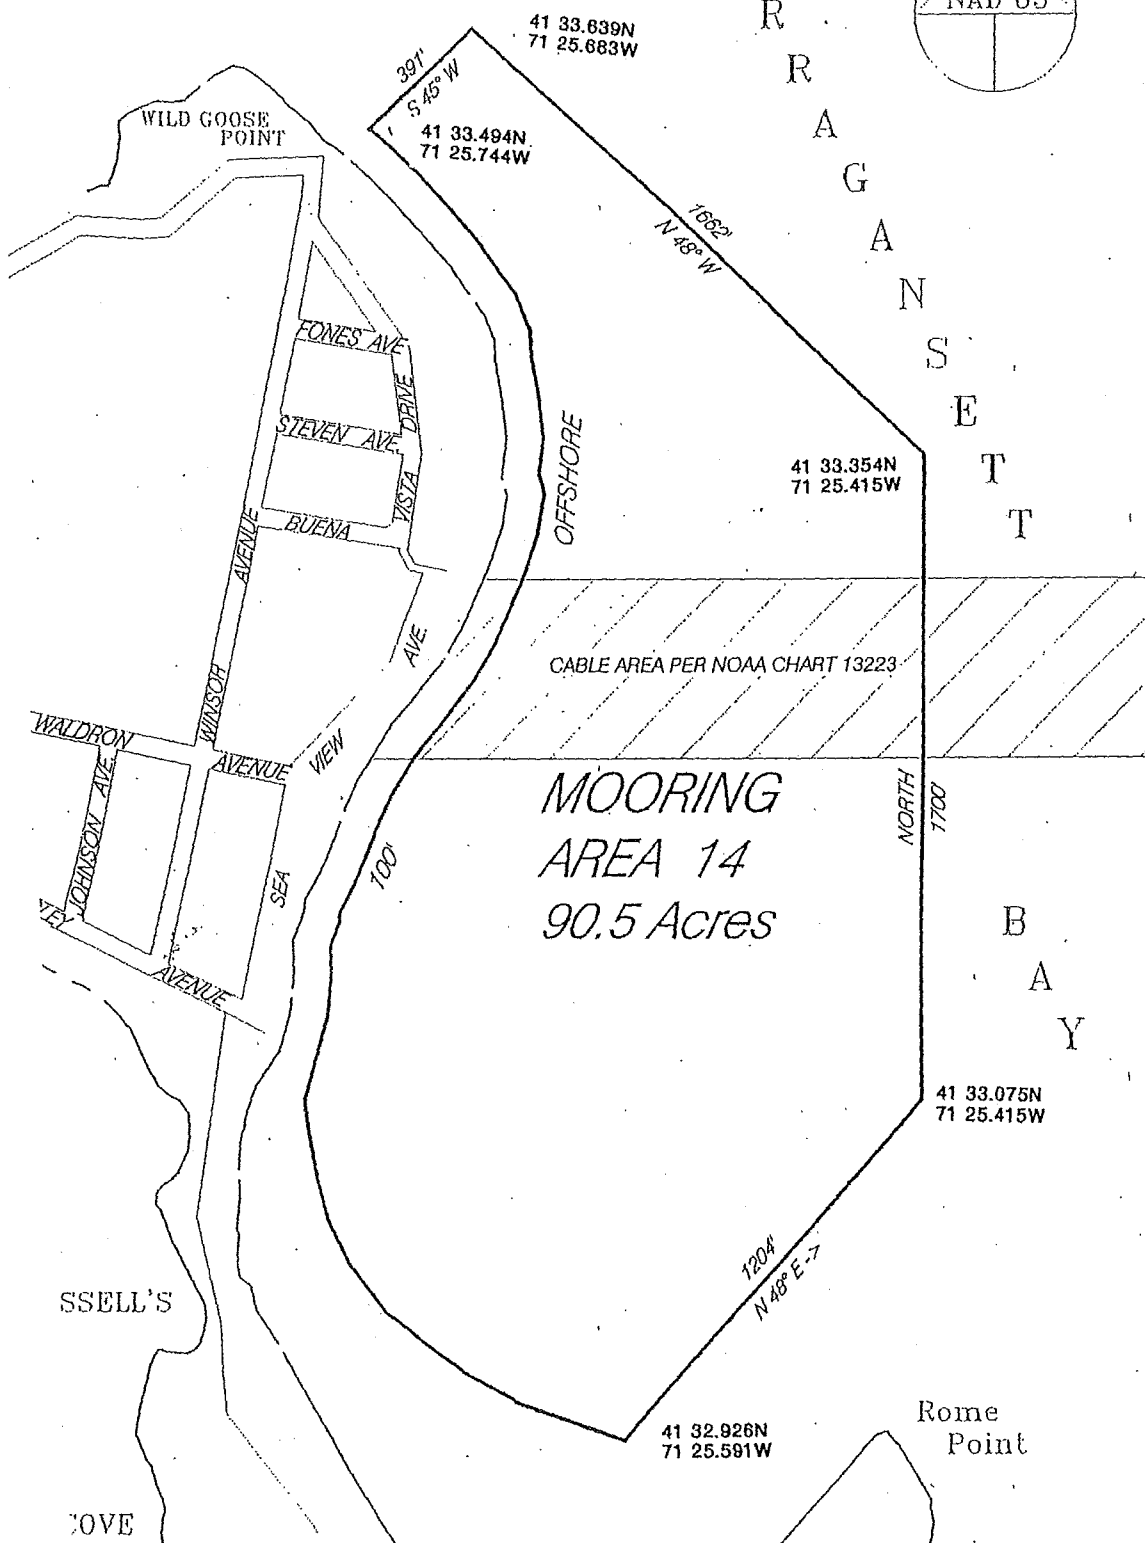 NAD 83
41 33.639N
71 25.683W
391'
S 45° W
WILD GOOSE
POINT
41 33.494N
71 25.744W
1662'
N 48° W
R
R
A
G
A
N
S
E
T
T
FONES AVE
STEVEN AVE.
VISTA DRIVE
BUENA
OFFSHORE
41 33.354N
71 25.415W
WINSOR AVENUE
CABLE AREA PER NOAA CHART 13223
WALDRON AVENUE
SEA VIEW AVE.
JOHNSON AVE.
AVENUE
100'
MOORING
AREA 14
90.5 Acres
NORTH
1700'
B
A
Y
41 33.075N
71 25.415W
1204'
N 48° E ->
SSELL'S
41 32.926N
71 25.591W
Rome
Point
OVE